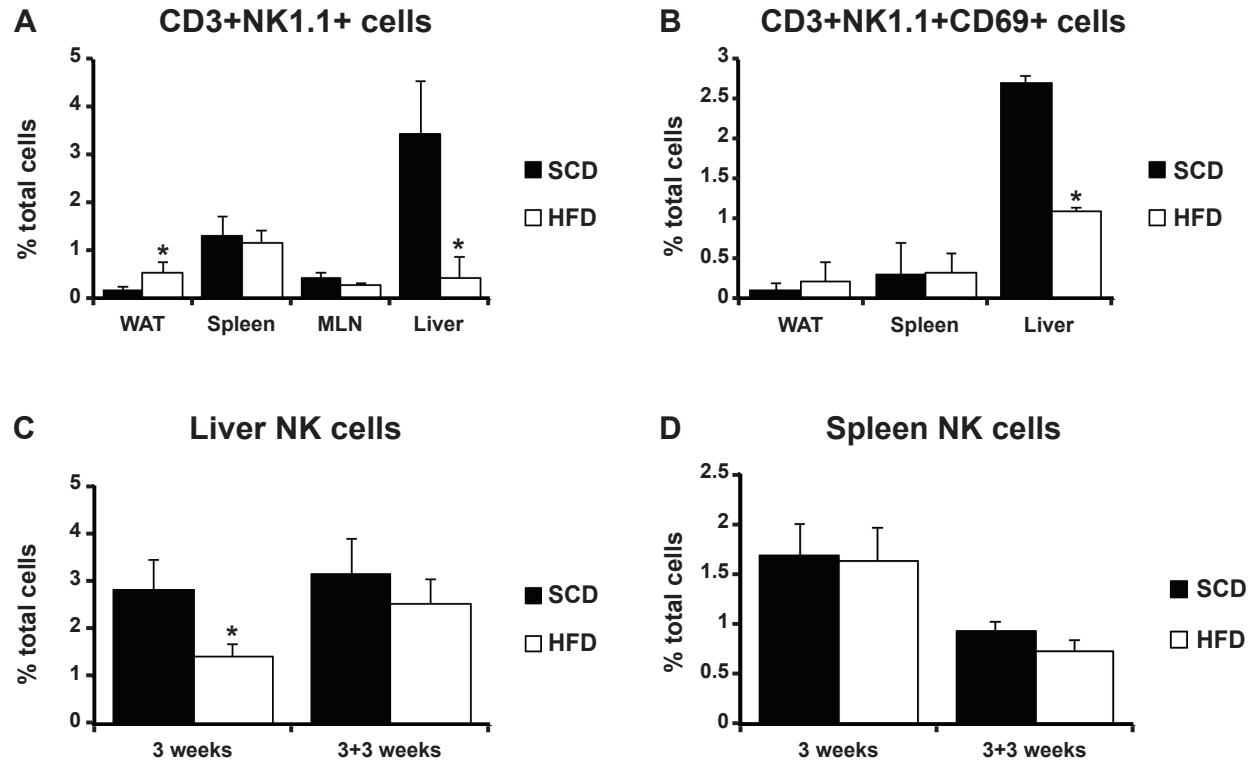 A
CD3+NK1.1+ cells
% total cells
5
4
3
2
1
0
*
*
WAT Spleen MLN Liver
SCD
HFD
B
CD3+NK1.1+CD69+ cells
% total cells
3
2.5
2
1.5
1
0.5
0
*
WAT Spleen Liver
SCD
HFD
C
Liver NK cells
% total cells
5
4
3
2
1
0
*
3 weeks 3+3 weeks
SCD
HFD
D
Spleen NK cells
% total cells
2.5
2
1.5
1
0.5
0
3 weeks 3+3 weeks
SCD
HFD